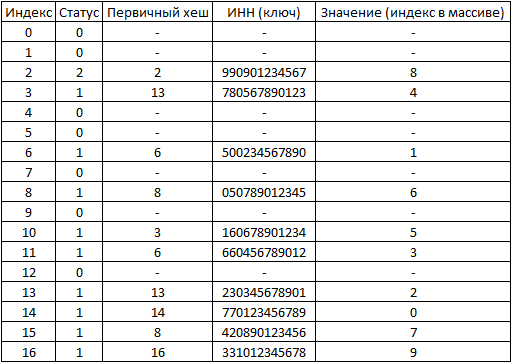 Индекс Статус Первичный хеш ИНН (ключ) Значение (индекс в массиве)
0 0 - - -
1 0 - - -
2 2 2 990901234567 8
3 1 13 780567890123 4
4 0 - - -
5 0 - - -
6 1 6 500234567890 1
7 0 - - -
8 1 8 050789012345 6
9 0 - - -
10 1 3 160678901234 5
11 1 6 660456789012 3
12 0 - - -
13 1 13 230345678901 2
14 1 14 770123456789 0
15 1 8 420890123456 7
16 1 16 331012345678 9